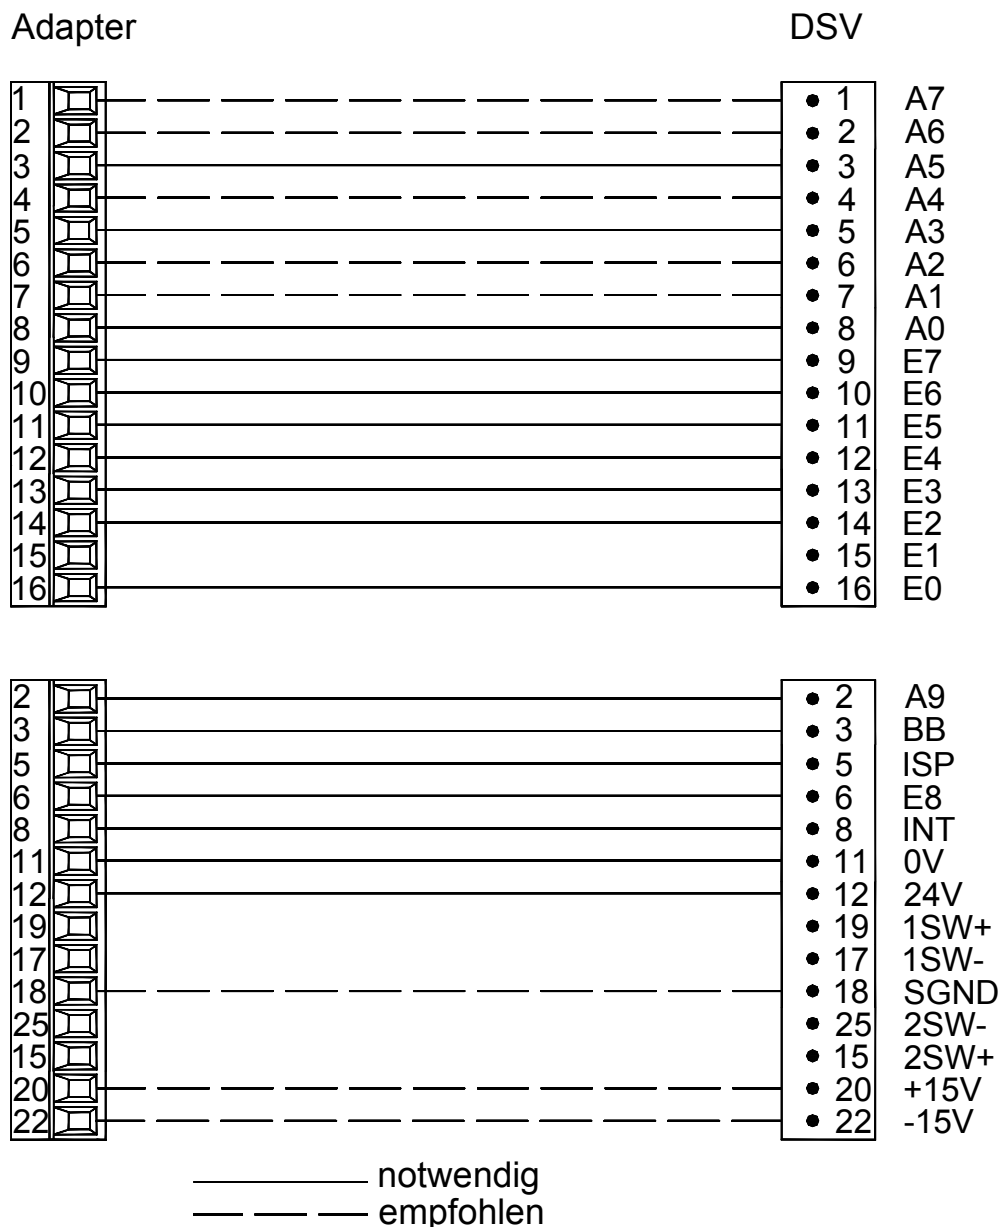 Adapter DSV
1 1 A7
2 2 A6
3 3 A5
4 4 A4
5 5 A3
6 6 A2
7 7 A1
8 8 A0
9 9 E7
10 10 E6
11 11 E5
12 12 E4
13 13 E3
14 14 E2
15 15 E1
16 16 E0
2 2 A9
3 3 BB
5 5 ISP
6 6 E8
8 8 INT
11 11 0V
12 12 24V
19 19 1SW+
17 17 1SW-
18 18 SGND
25 25 2SW-
15 15 2SW+
20 20 +15V
22 22 -15V
notwendig
empfohlen